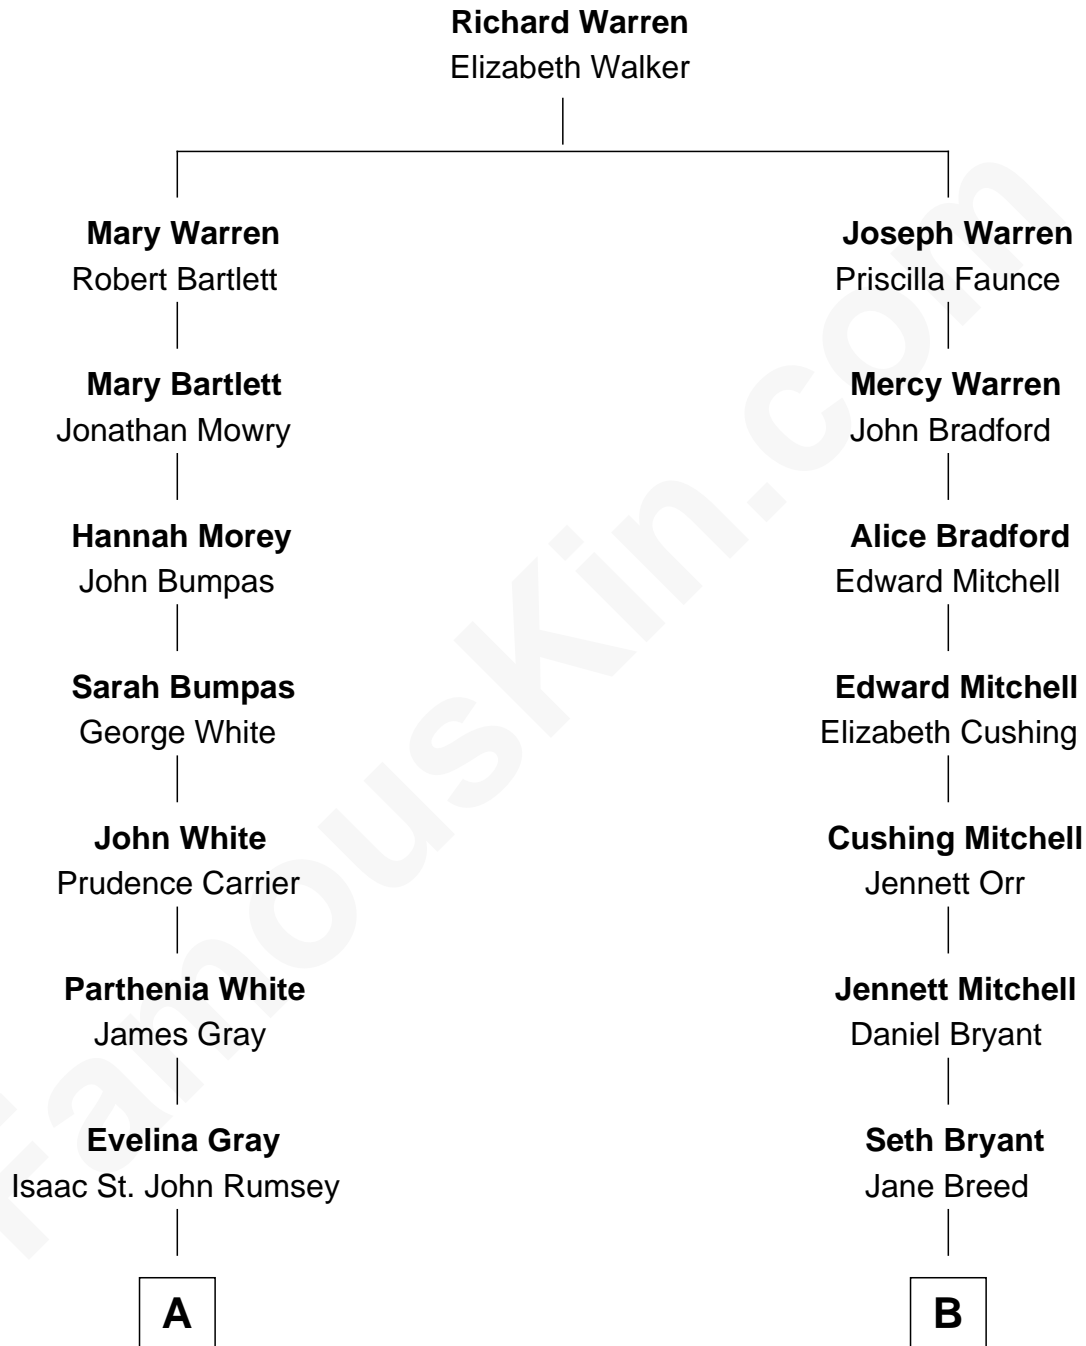 Richard Warren
Elizabeth Walker
Mary Warren
Robert Bartlett
Mary Bartlett
Jonathan Mowry
Hannah Morey
John Bumpas
Sarah Bumpas
George White
John White
Prudence Carrier
Parthenia White
James Gray
Evelina Gray
Isaac St. John Rumsey
A
Joseph Warren
Priscilla Faunce
Mercy Warren
John Bradford
Alice Bradford
Edward Mitchell
Edward Mitchell
Elizabeth Cushing
Cushing Mitchell
Jennett Orr
Jennett Mitchell
Daniel Bryant
Seth Bryant
Jane Breed
B
FamousKin.com